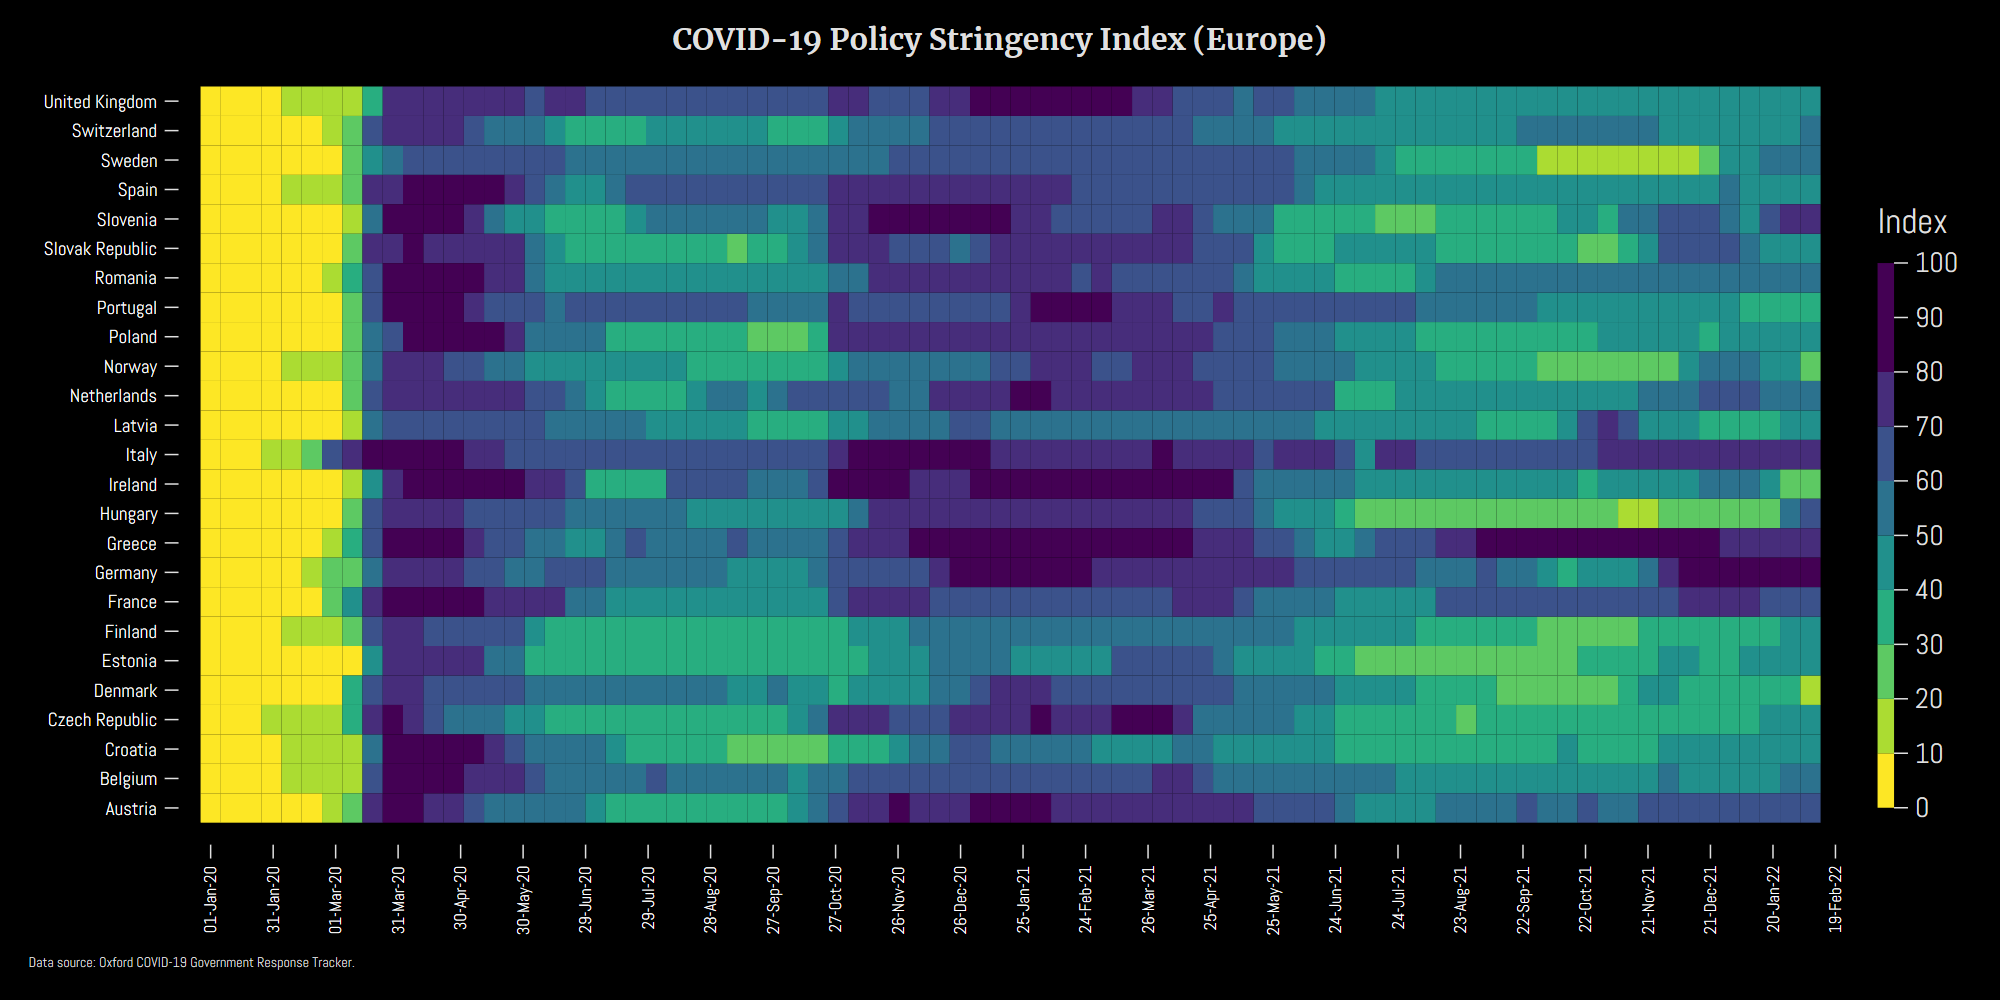 COVID-19 Policy Stringency Index (Europe)
United Kingdom
Switzerland
Sweden
Spain
Slovenia
Slovak Republic
Romania
Portugal
Poland
Norway
Netherlands
Latvia
Italy
Ireland
Hungary
Greece
Germany
France
Finland
Estonia
Denmark
Czech Republic
Croatia
Belgium
Austria
Index
100
90
80
70
60
50
40
30
20
10
0
01-Jan-20
31-Jan-20
01-Mar-20
31-Mar-20
30-Apr-20
30-May-20
29-Jun-20
29-Jul-20
28-Aug-20
27-Sep-20
27-Oct-20
26-Nov-20
26-Dec-20
25-Jan-21
24-Feb-21
26-Mar-21
25-Apr-21
25-May-21
24-Jun-21
24-Jul-21
23-Aug-21
22-Sep-21
22-Oct-21
21-Nov-21
21-Dec-21
20-Jan-22
19-Feb-22
Data source: Oxford COVID-19 Government Response Tracker.